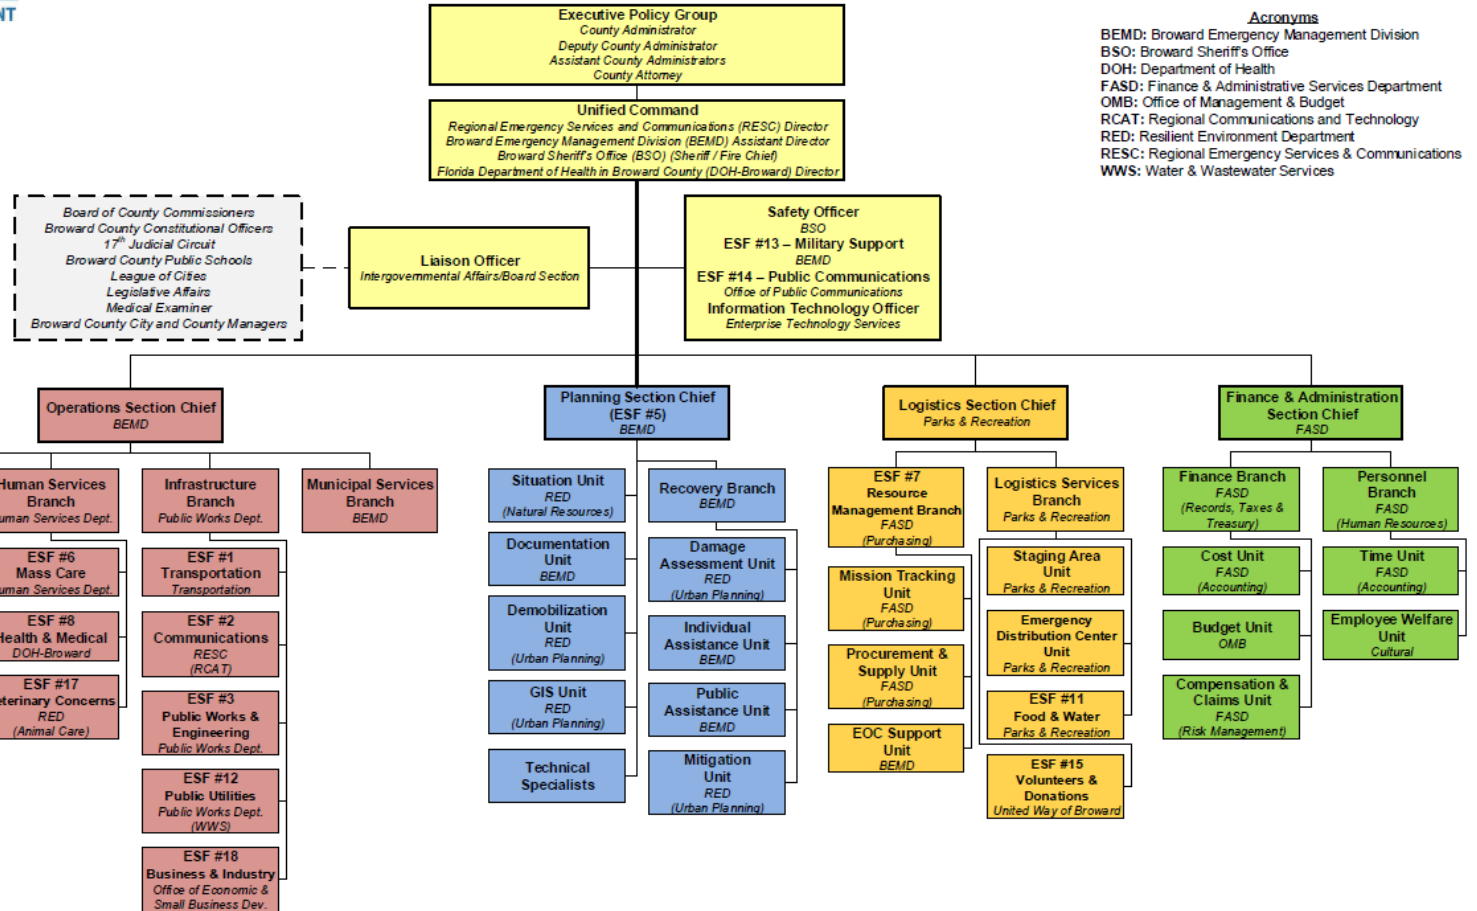 NT
Executive Policy Group
County Administrator
Deputy County Administrator
Assistant County Administrators
County Attorney
Unified Command
Regional Emergency Services and Communications (RESC) Director
Broward Emergency Management Division (BEMD) Assistant Director
Broward Sheriff's Office (BSO) (Sheriff / Fire Chief)
Florida Department of Health in Broward County (DOH-Broward) Director
Acronyms
BEMD: Broward Emergency Management Division
BSO: Broward Sheriff's Office
DOH: Department of Health
FASD: Finance & Administrative Services Department
OMB: Office of Management & Budget
RCAT: Regional Communications and Technology
RED: Resilient Environment Department
RESC: Regional Emergency Services & Communications
WWS: Water & Wastewater Services
Board of County Commissioners
Broward County Constitutional Officers
17th Judicial Circuit
Broward County Public Schools
League of Cities
Legislative Affairs
Medical Examiner
Broward County City and County Managers
Liaison Officer
Intergovernmental Affairs/Board Section
Safety Officer
BSO
ESF #13 – Military Support
BEMD
ESF #14 – Public Communications
Office of Public Communications
Information Technology Officer
Enterprise Technology Services
Operations Section Chief
BEMD
Planning Section Chief
(ESF #5)
BEMD
Logistics Section Chief
Parks & Recreation
Finance & Administration
Section Chief
FASD
Human Services
Branch
uman Services Dept.
ESF #6
Mass Care
uman Services Dept.
ESF #8
Health & Medical
DOH-Broward
ESF #17
eterinary Concerns
RED
(Animal Care)
Infrastructure
Branch
Public Works Dept.
ESF #1
Transportation
Transportation
ESF #2
Communications
RESC
(RCAT)
ESF #3
Public Works &
Engineering
Public Works Dept.
ESF #12
Public Utilities
Public Works Dept.
(WWS)
ESF #18
Business & Industry
Office of Economic &
Small Business Dev.
Municipal Services
Branch
BEMD
Situation Unit
RED
(Natural Resources)
Documentation
Unit
BEMD
Demobilization
Unit
RED
(Urban Planning)
GIS Unit
RED
(Urban Planning)
Technical
Specialists
Recovery Branch
BEMD
Damage
Assessment Unit
RED
(Urban Planning)
Individual
Assistance Unit
BEMD
Public
Assistance Unit
BEMD
Mitigation
Unit
RED
(Urban Planning)
ESF #7
Resource
Management Branch
FASD
(Purchasing)
Mission Tracking
Unit
FASD
(Purchasing)
Procurement &
Supply Unit
FASD
(Purchasing)
EOC Support
Unit
BEMD
Logistics Services
Branch
Parks & Recreation
Staging Area
Unit
Parks & Recreation
Emergency
Distribution Center
Unit
Parks & Recreation
ESF #11
Food & Water
Parks & Recreation
ESF #15
Volunteers &
Donations
United Way of Broward
Finance Branch
FASD
(Records, Taxes &
Treasury)
Cost Unit
FASD
(Accounting)
Budget Unit
OMB
Compensation &
Claims Unit
FASD
(Risk Management)
Personnel
Branch
FASD
(Human Resources)
Time Unit
FASD
(Accounting)
Employee Welfare
Unit
Cultural